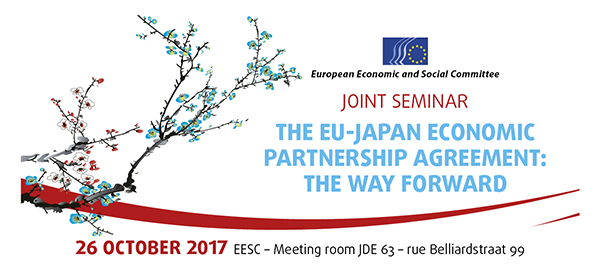 European Economic and Social Committee
JOINT SEMINAR
THE EU-JAPAN ECONOMIC
PARTNERSHIP AGREEMENT:
THE WAY FORWARD
26 OCTOBER 2017 EESC – Meeting room JDE 63 – rue Belliardstraat 99